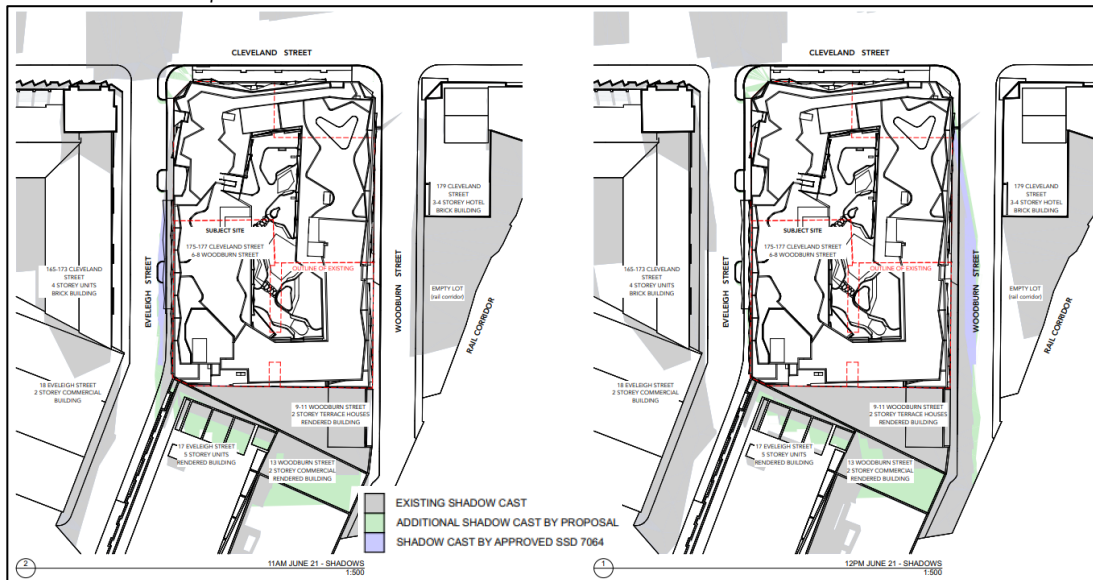 CLEVELAND STREET
SUBJECT SITE
175-177 CLEVELAND STREET
6-8 WOODBURN STREET
OUTLINE OF EXISTING
165-173 CLEVELAND
STREET
4 STOREY UNITS
BRICK BUILDING
EVELEIGH STREET
WOODBURN STREET
179 CLEVELAND
STREET
3-4 STOREY HOTEL
BRICK BUILDING
EMPTY LOT
(rail corridor)
RAIL CORRIDOR
18 EVELEIGH STREET
2 STOREY COMMERCIAL
BUILDING
9-11 WOODBURN STREET
2 STOREY TERRACE HOUSES
RENDERED BUILDING
17 EVELEIGH STREET
5 STOREY UNITS
RENDERED BUILDING
13 WOODBURN STREET
2 STOREY COMMERCIAL
RENDERED BUILDING
EXISTING SHADOW CAST
ADDITIONAL SHADOW CAST BY PROPOSAL
SHADOW CAST BY APPROVED SSD 7064
2
11AM JUNE 21 - SHADOWS
1:500
CLEVELAND STREET
SUBJECT SITE
175-177 CLEVELAND STREET
6-8 WOODBURN STREET
OUTLINE OF EXISTING
165-173 CLEVELAND
STREET
4 STOREY UNITS
BRICK BUILDING
EVELEIGH STREET
WOODBURN STREET
179 CLEVELAND
STREET
3-4 STOREY HOTEL
BRICK BUILDING
EMPTY LOT
(rail corridor)
RAIL CORRIDOR
18 EVELEIGH STREET
2 STOREY COMMERCIAL
BUILDING
9-11 WOODBURN STREET
2 STOREY TERRACE HOUSES
RENDERED BUILDING
17 EVELEIGH STREET
5 STOREY UNITS
RENDERED BUILDING
13 WOODBURN STREET
2 STOREY COMMERCIAL
RENDERED BUILDING
1
12PM JUNE 21 - SHADOWS
1:500